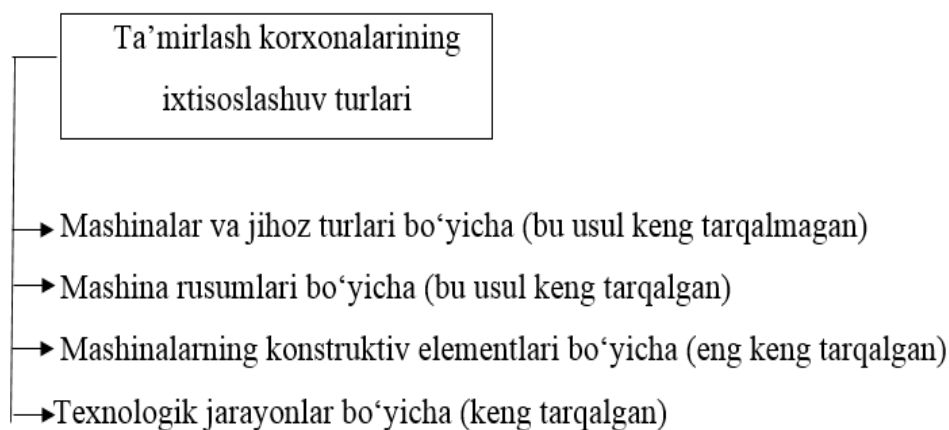 Ta’mirlash korxonalarining
ixtisoslashuv turlari
Mashinalar va jihoz turlari bo‘yicha (bu usul keng tarqalmagan)
Mashina rusumlari bo‘yicha (bu usul keng tarqalgan)
Mashinalarning konstruktiv elementlari bo‘yicha (eng keng tarqalgan)
Texnologik jarayonlar bo‘yicha (keng tarqalgan)